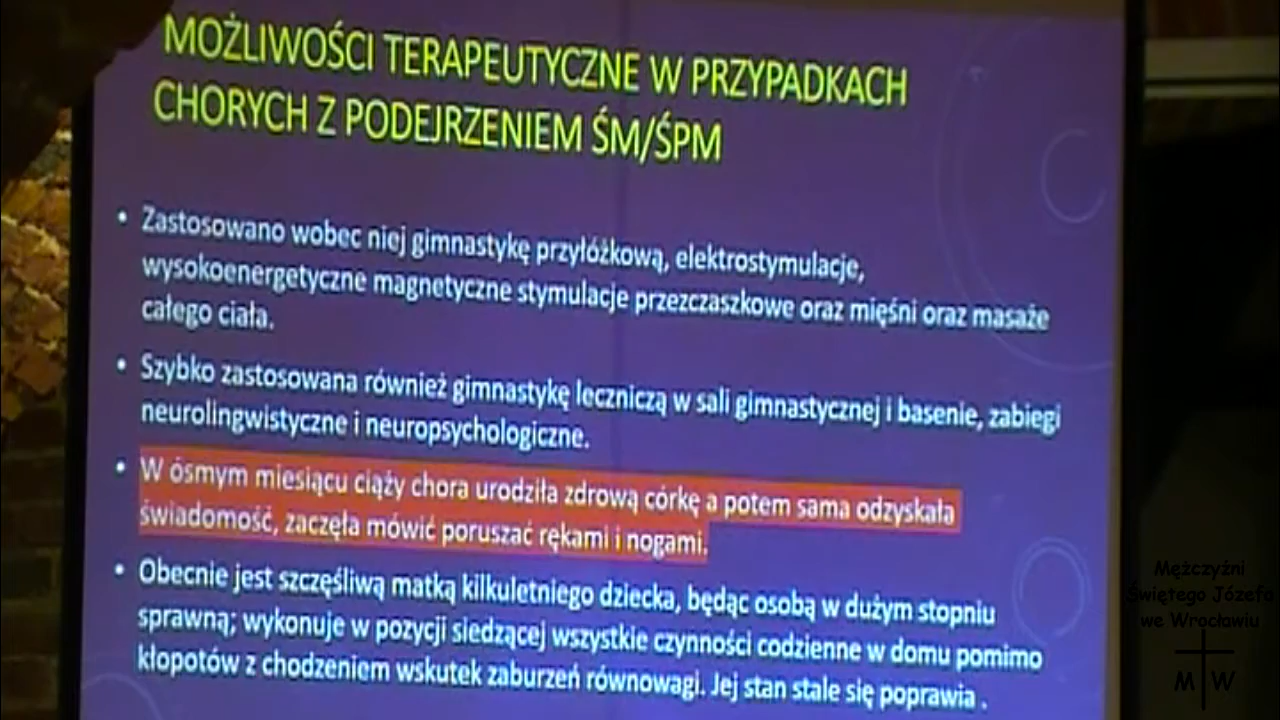 MOŻLIWOŚCI TERAPEUTYCZNE W PRZYPADKACH
CHORYCH Z PODEJRZENIEM ŚM/ŚPM
• Zastosowano wobec niej gimnastykę przyłóżkową, elektrostymulacje,
wysokoenergetyczne magnetyczne stymulacje przezczaszkowe oraz mięśni oraz masaże
całego ciała.
• Szybko zastosowana również gimnastykę leczniczą w sali gimnastycznej i basenie, zabiegi
neurolingwistyczne i neuropsychologiczne.
• W ósmym miesiącu ciąży chora urodziła zdrową córkę a potem sama odzyskała
świadomość, zaczęła mówić poruszać rękami i nogami.
• Obecnie jest szczęśliwą matką kilkuletniego dziecka, będąc osobą w dużym stopniu
sprawną; wykonuje w pozycji siedzącej wszystkie czynności codzienne w domu pomimo
kłopotów z chodzeniem wskutek zaburzeń równowagi. Jej stan stale się poprawia .
Mężczyźni
Świętego Józefa
we Wrocławiu
M W